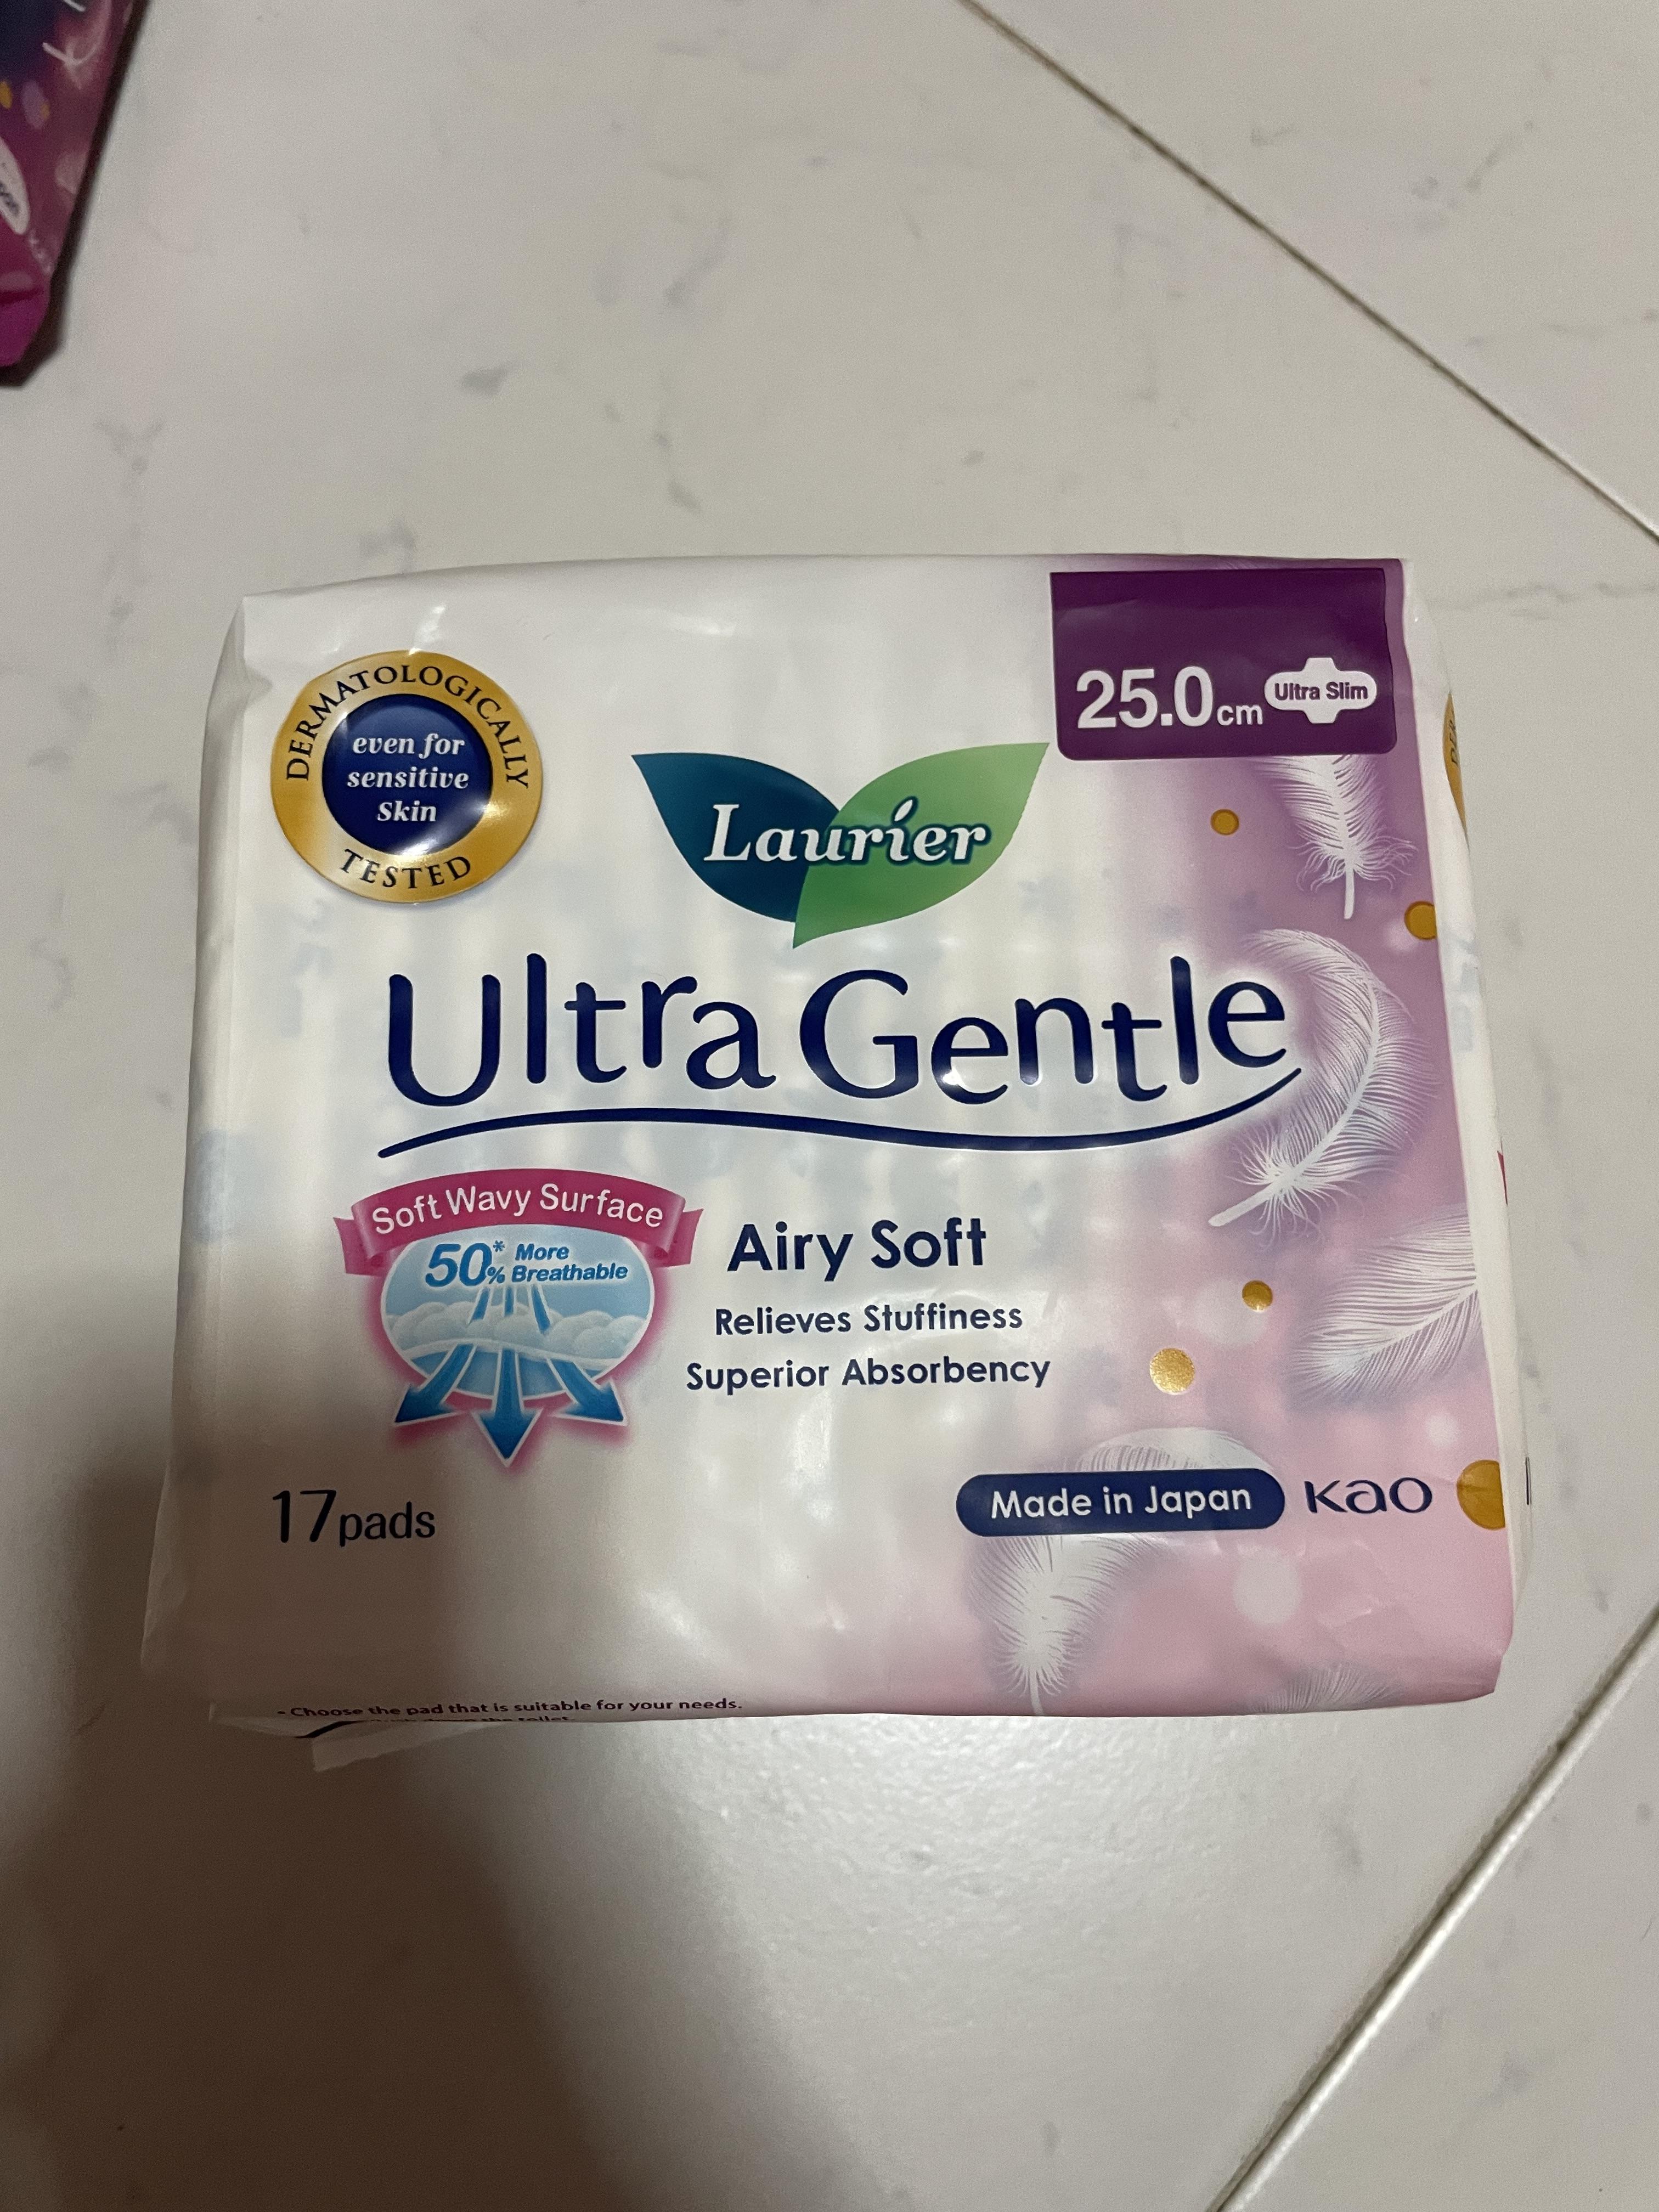 DERMATOLOGICALLY
even for
sensitive
Skin
TESTED
25.0cm
Ultra Slim
Laurier
Ultra Gentle
Soft Wavy Surface
50%* More
Breathable
Airy Soft
Relieves Stuffiness
Superior Absorbency
17pads
Made in Japan
Kao
- Choose the pad that is suitable for your needs.